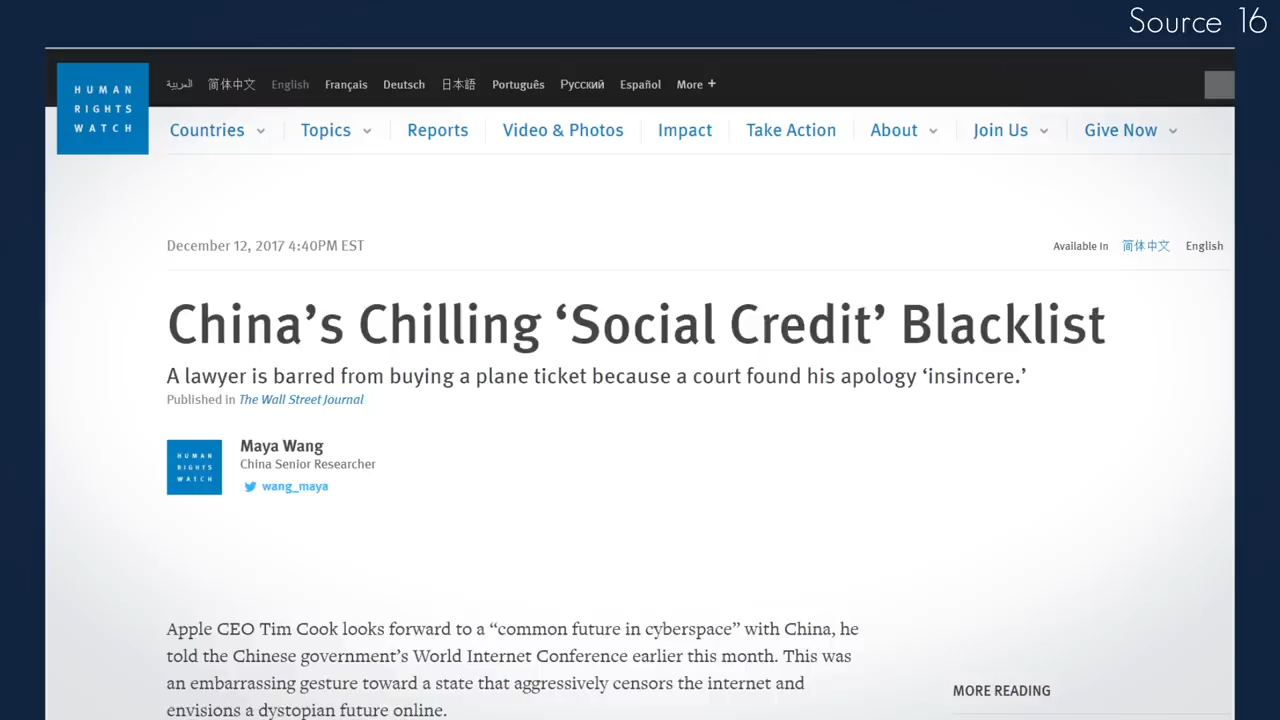 Source 16
HUMAN
RIGHTS
WATCH
العربية 简体中文 English Français Deutsch 日本語 Português Русский Español More +
Countries Topics Reports Video & Photos Impact Take Action About Join Us Give Now
December 12, 2017 4:40PM EST
Available In 简体中文 English
China’s Chilling ‘Social Credit’ Blacklist
A lawyer is barred from buying a plane ticket because a court found his apology ‘insincere.’
Published in The Wall Street Journal
HUMAN
RIGHTS
WATCH
Maya Wang
China Senior Researcher
wang_maya
Apple CEO Tim Cook looks forward to a “common future in cyberspace” with China, he
told the Chinese government’s World Internet Conference earlier this month. This was
an embarrassing gesture toward a state that aggressively censors the internet and
envisions a dystopian future online.
MORE READING